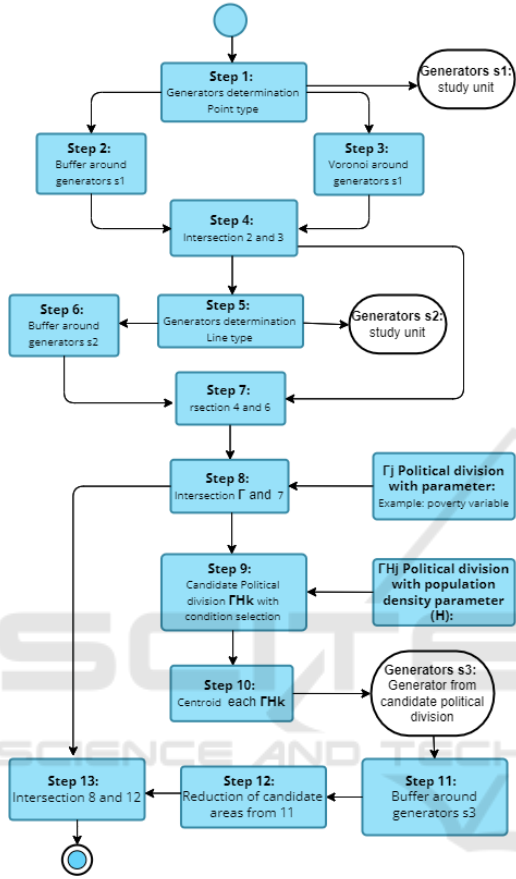 Step 1:
Generators determination
Point type
Generators s1:
study unit
Step 2:
Buffer around
generators s1
Step 3:
Voronoi around
generators s1
Step 4:
Intersection 2 and 3
Step 6:
Buffer around
generators s2
Step 5:
Generators determination
Line type
Generators s2:
study unit
Step 7:
rsection 4 and 6
Step 8:
Intersection Γ and 7
Γj Political division
with parameter:
Example: poverty variable
Step 9:
Candidate Political
division ΓHk with
condition selection
ΓHj Political division
with population
density parameter
(H):
Step 10:
Centroid each ΓHk
Generators s3:
Generator from
candidate political
division
Step 13:
Intersection 8 and 12
Step 12:
Reduction of candidate
areas from 11
Step 11:
Buffer around
generators s3
SCITE
SCIENCE AND TECH